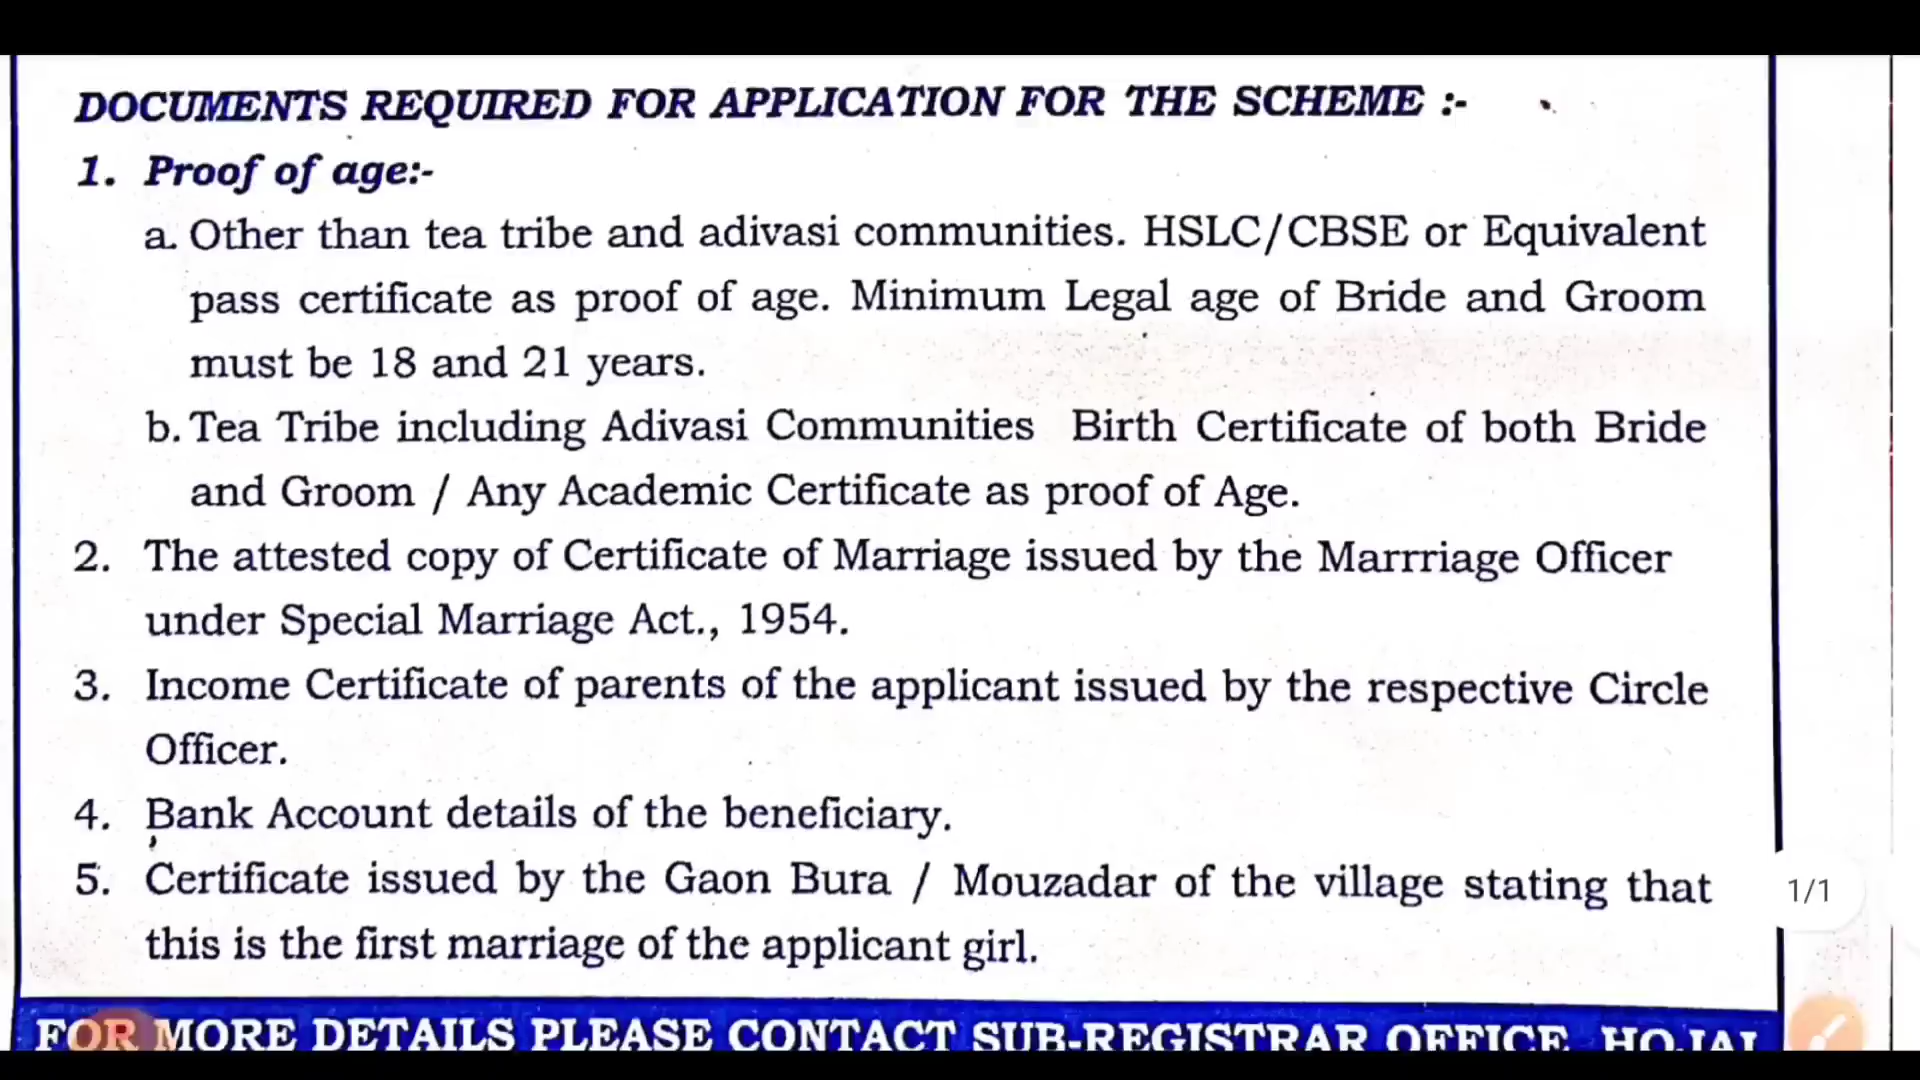 DOCUMENTS REQUIRED FOR APPLICATION FOR THE SCHEME :-
1. Proof of age:-
a. Other than tea tribe and adivasi communities. HSLC/CBSE or Equivalent
pass certificate as proof of age. Minimum Legal age of Bride and Groom
must be 18 and 21 years.
b. Tea Tribe including Adivasi Communities Birth Certificate of both Bride
and Groom / Any Academic Certificate as proof of Age.
2. The attested copy of Certificate of Marriage issued by the Marrriage Officer
under Special Marriage Act., 1954.
3. Income Certificate of parents of the applicant issued by the respective Circle
Officer.
4. Bank Account details of the beneficiary.
5. Certificate issued by the Gaon Bura / Mouzadar of the village stating that
this is the first marriage of the applicant girl.
1/1
FOR MORE DETAILS PLEASE CONTACT SUB-REGISTRAR OFFICE, HOJAI